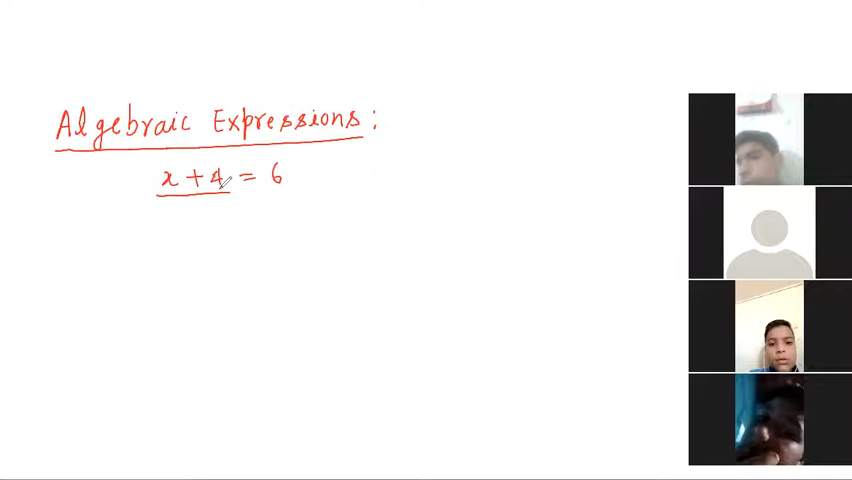 Algebraic Expressions:
x + 4 = 6